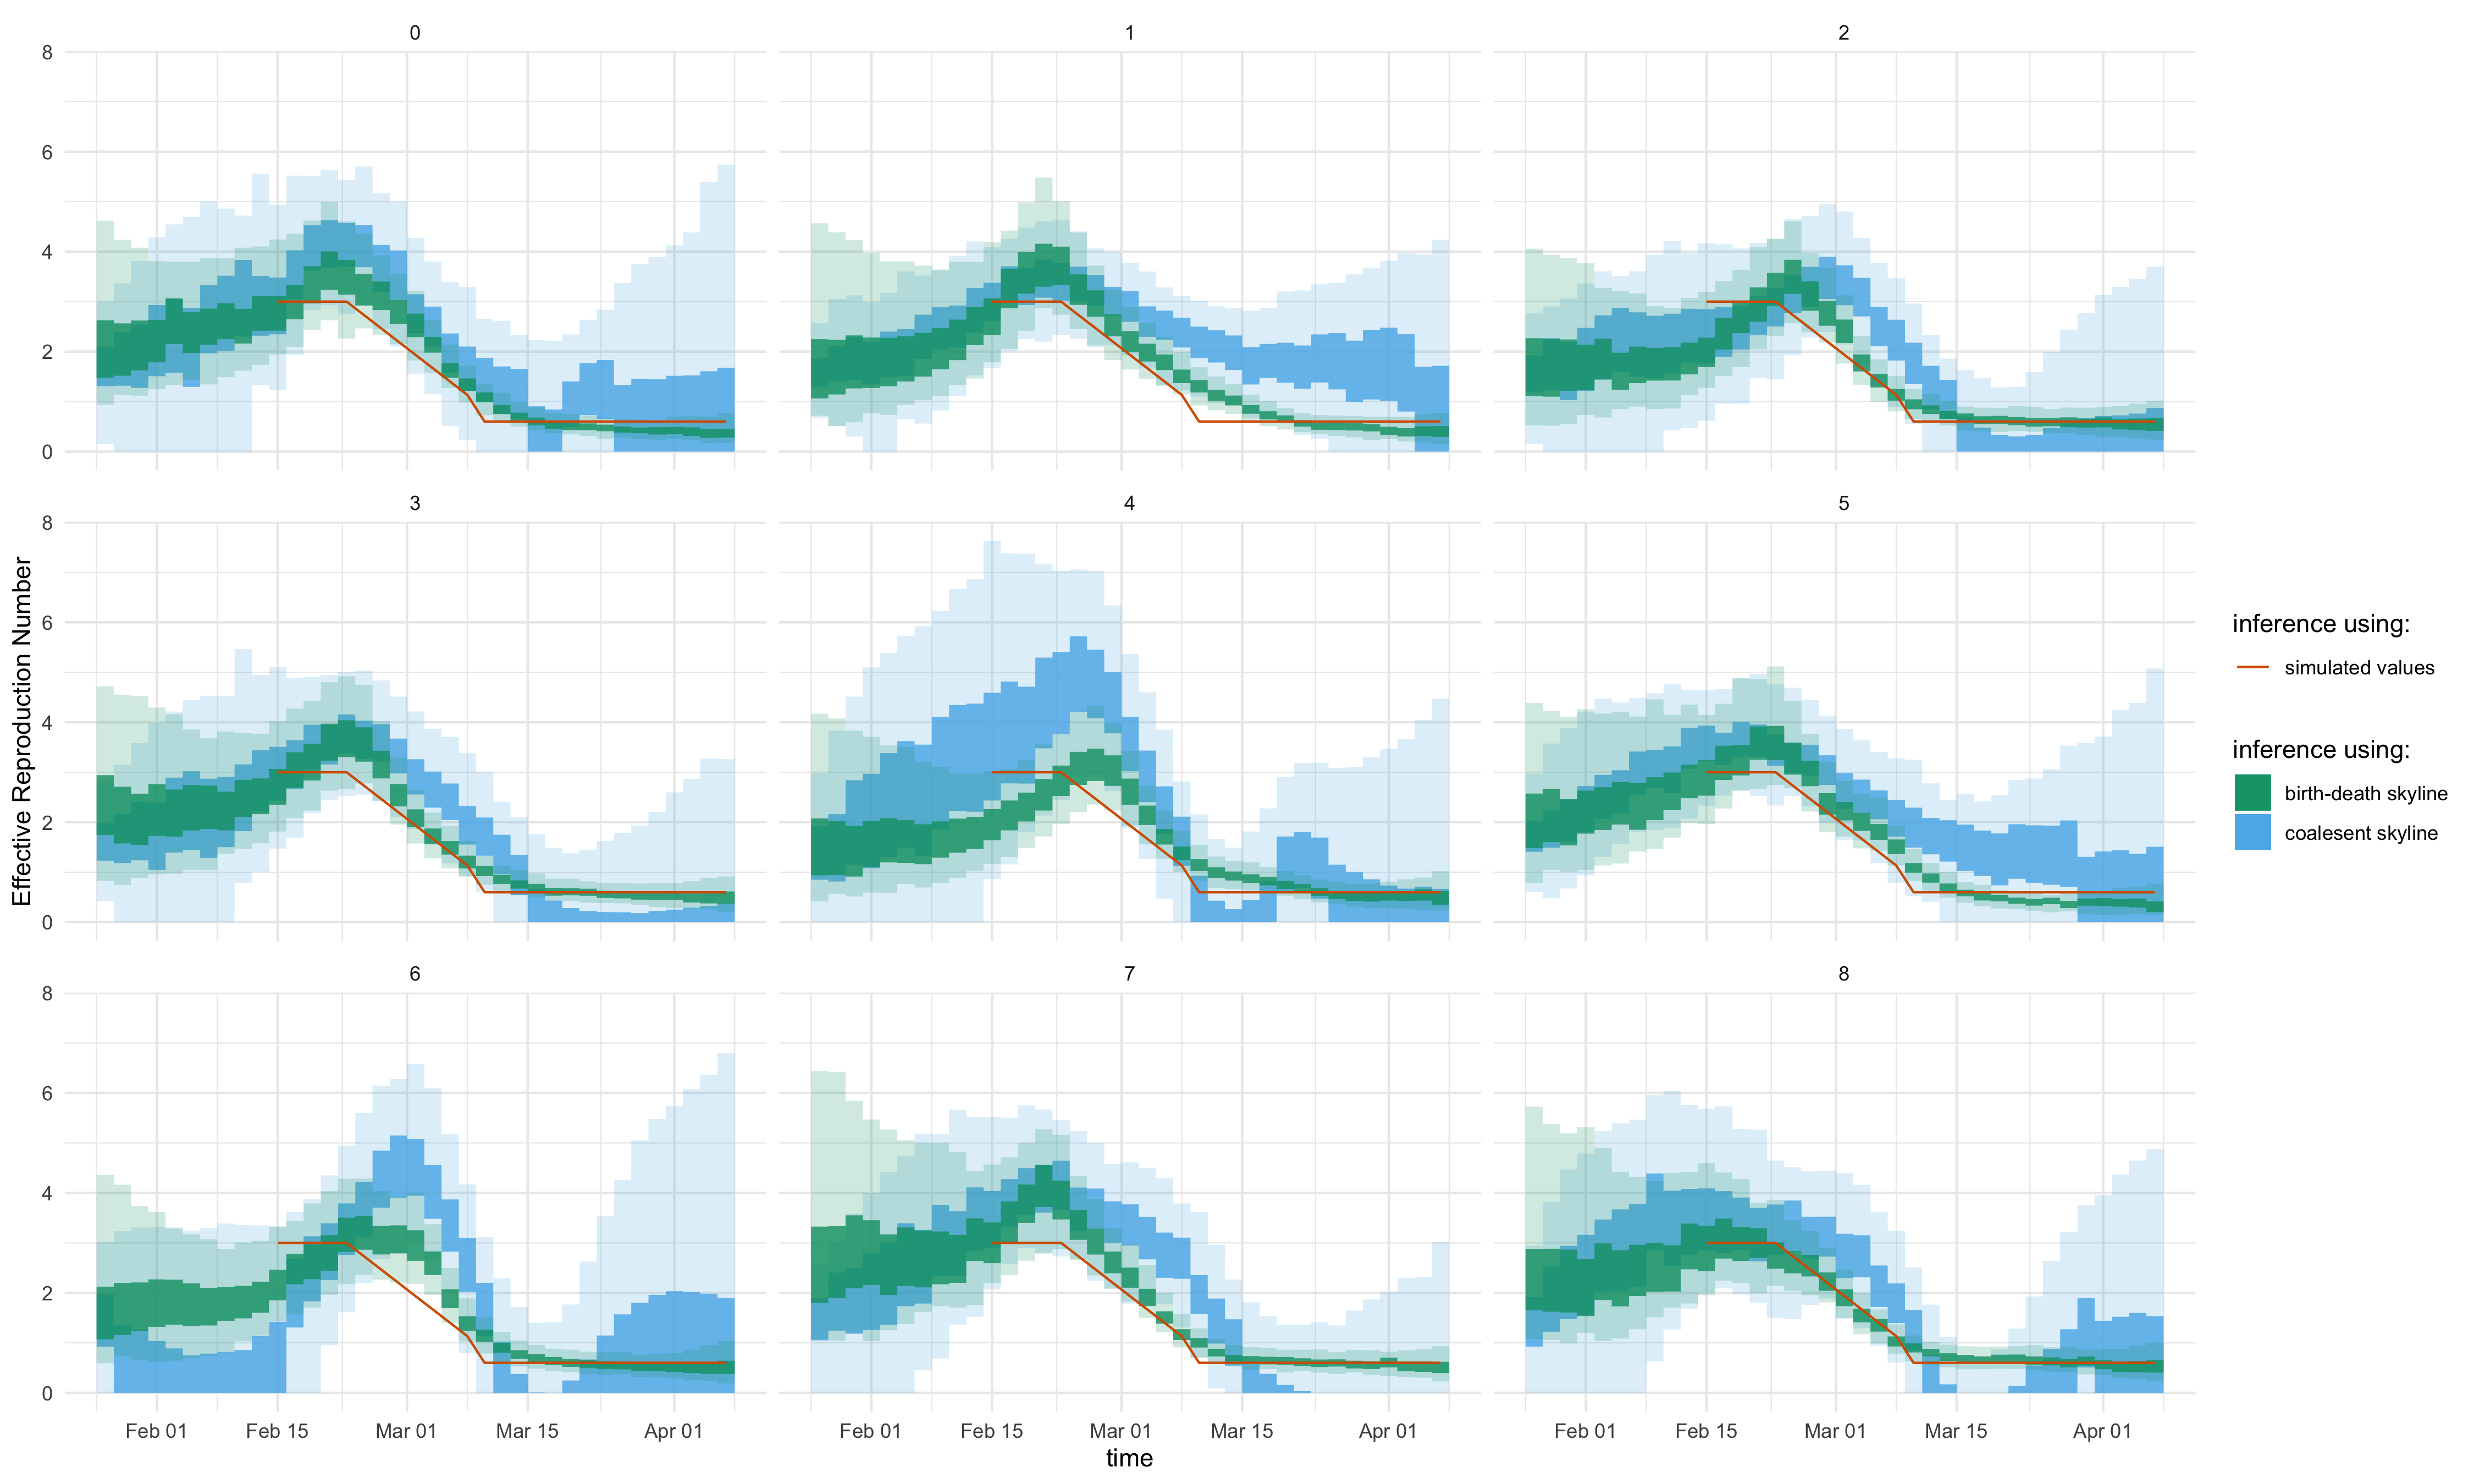 0
1
2
8
6
4
2
0
3
4
5
8
6
4
2
0
6
7
8
8
6
4
2
0
Effective Reproduction Number
Feb 01 Feb 15 Mar 01 Mar 15 Apr 01
Feb 01 Feb 15 Mar 01 Mar 15 Apr 01
Feb 01 Feb 15 Mar 01 Mar 15 Apr 01
time
inference using:
simulated values
inference using:
birth-death skyline
coalesent skyline